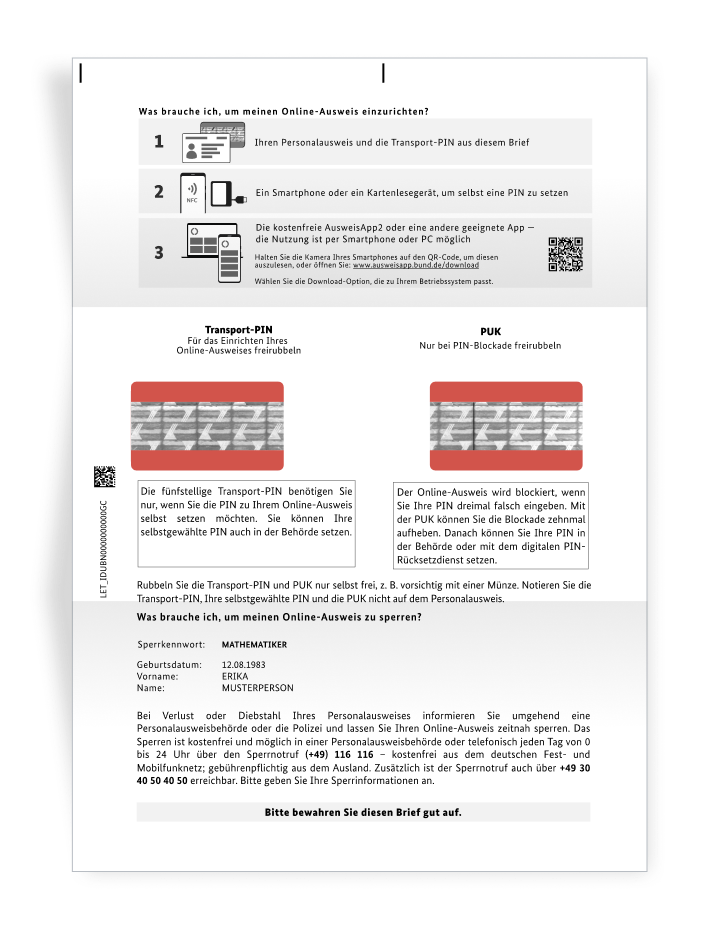 Was brauche ich, um meinen Online-Ausweis einzurichten?
1
Ihren Personalausweis und die Transport-PIN aus diesem Brief
2
NFC
Ein Smartphone oder ein Kartenlesegerät, um selbst eine PIN zu setzen
3
Die kostenfreie AusweisApp2 oder eine andere geeignete App –
die Nutzung ist per Smartphone oder PC möglich
Halten Sie die Kamera Ihres Smartphones auf den QR-Code, um diesen
auszulesen, oder öffnen Sie: www.ausweisapp.bund.de/download
Wählen Sie die Download-Option, die zu Ihrem Betriebssystem passt.
Transport-PIN
Für das Einrichten Ihres
Online-Ausweises freirubbeln
PUK
Nur bei PIN-Blockade freirubbeln
Die fünfstellige Transport-PIN benötigen Sie
nur, wenn Sie die PIN zu Ihrem Online-Ausweis
selbst setzen möchten. Sie können Ihre
selbstgewählte PIN auch in der Behörde setzen.
Der Online-Ausweis wird blockiert, wenn
Sie Ihre PIN dreimal falsch eingeben. Mit
der PUK können Sie die Blockade zehnmal
aufheben. Danach können Sie Ihre PIN in
der Behörde oder mit dem digitalen PIN-
Rücksetzdienst setzen.
LET_IDUBN0000000000GC
Rubbeln Sie die Transport-PIN und PUK nur selbst frei, z. B. vorsichtig mit einer Münze. Notieren Sie die
Transport-PIN, Ihre selbstgewählte PIN und die PUK nicht auf dem Personalausweis.
Was brauche ich, um meinen Online-Ausweis zu sperren?
Sperrkennwort: MATHEMATIKER
Geburtsdatum: 12.08.1983
Vorname: ERIKA
Name: MUSTERPERSON
Bei Verlust oder Diebstahl Ihres Personalausweises informieren Sie umgehend eine
Personalausweisbehörde oder die Polizei und lassen Sie Ihren Online-Ausweis zeitnah sperren. Das
Sperren ist kostenfrei und möglich in einer Personalausweisbehörde oder telefonisch jeden Tag von 0
bis 24 Uhr über den Sperrnotruf (+49) 116 116 – kostenfrei aus dem deutschen Fest- und
Mobilfunknetz; gebührenpflichtig aus dem Ausland. Zusätzlich ist der Sperrnotruf auch über +49 30
40 50 40 50 erreichbar. Bitte geben Sie Ihre Sperrinformationen an.
Bitte bewahren Sie diesen Brief gut auf.